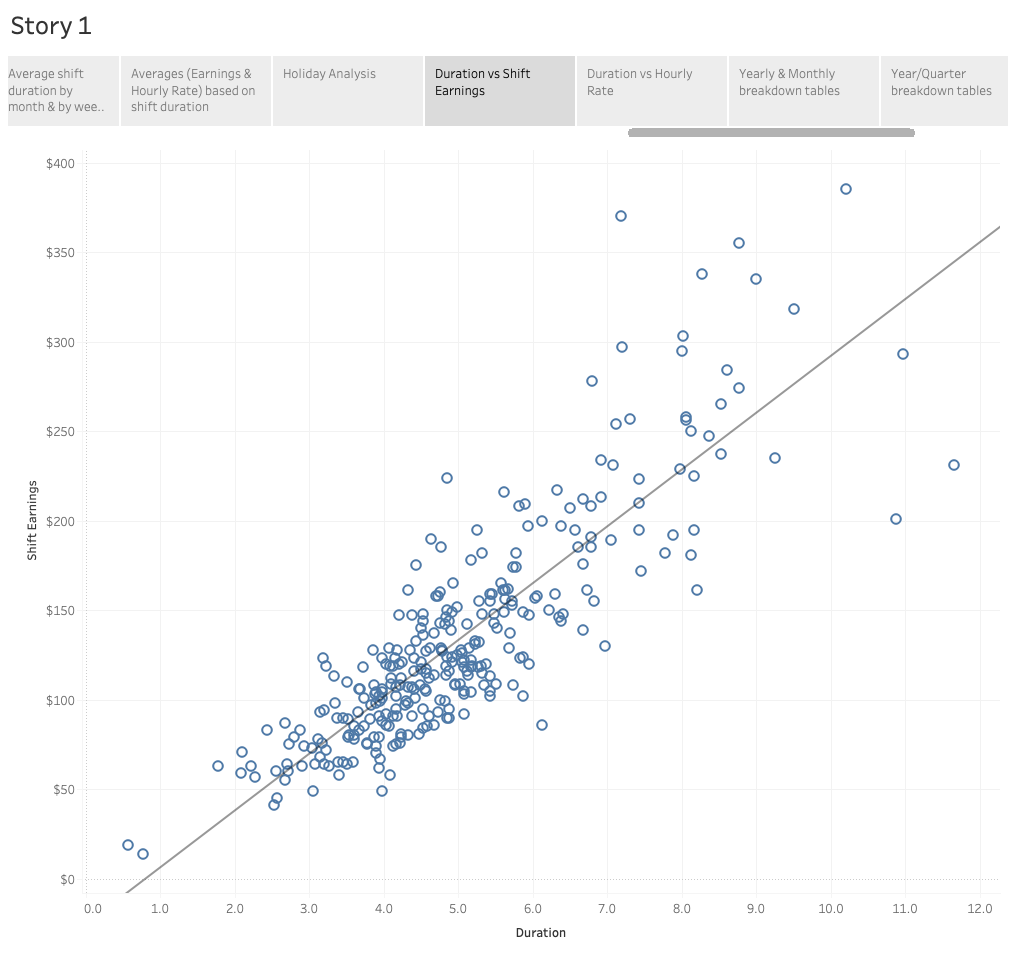 Story 1
Average shift
duration by
month & by wee..
Averages (Earnings &
Hourly Rate) based on
shift duration
Holiday Analysis
Duration vs Shift
Earnings
Duration vs Hourly
Rate
Yearly & Monthly
breakdown tables
Year/Quarter
breakdown tables
$400
$350
$300
$250
$200
$150
$100
$50
$0
Shift Earnings
0.0 1.0 2.0 3.0 4.0 5.0 6.0 7.0 8.0 9.0 10.0 11.0 12.0
Duration